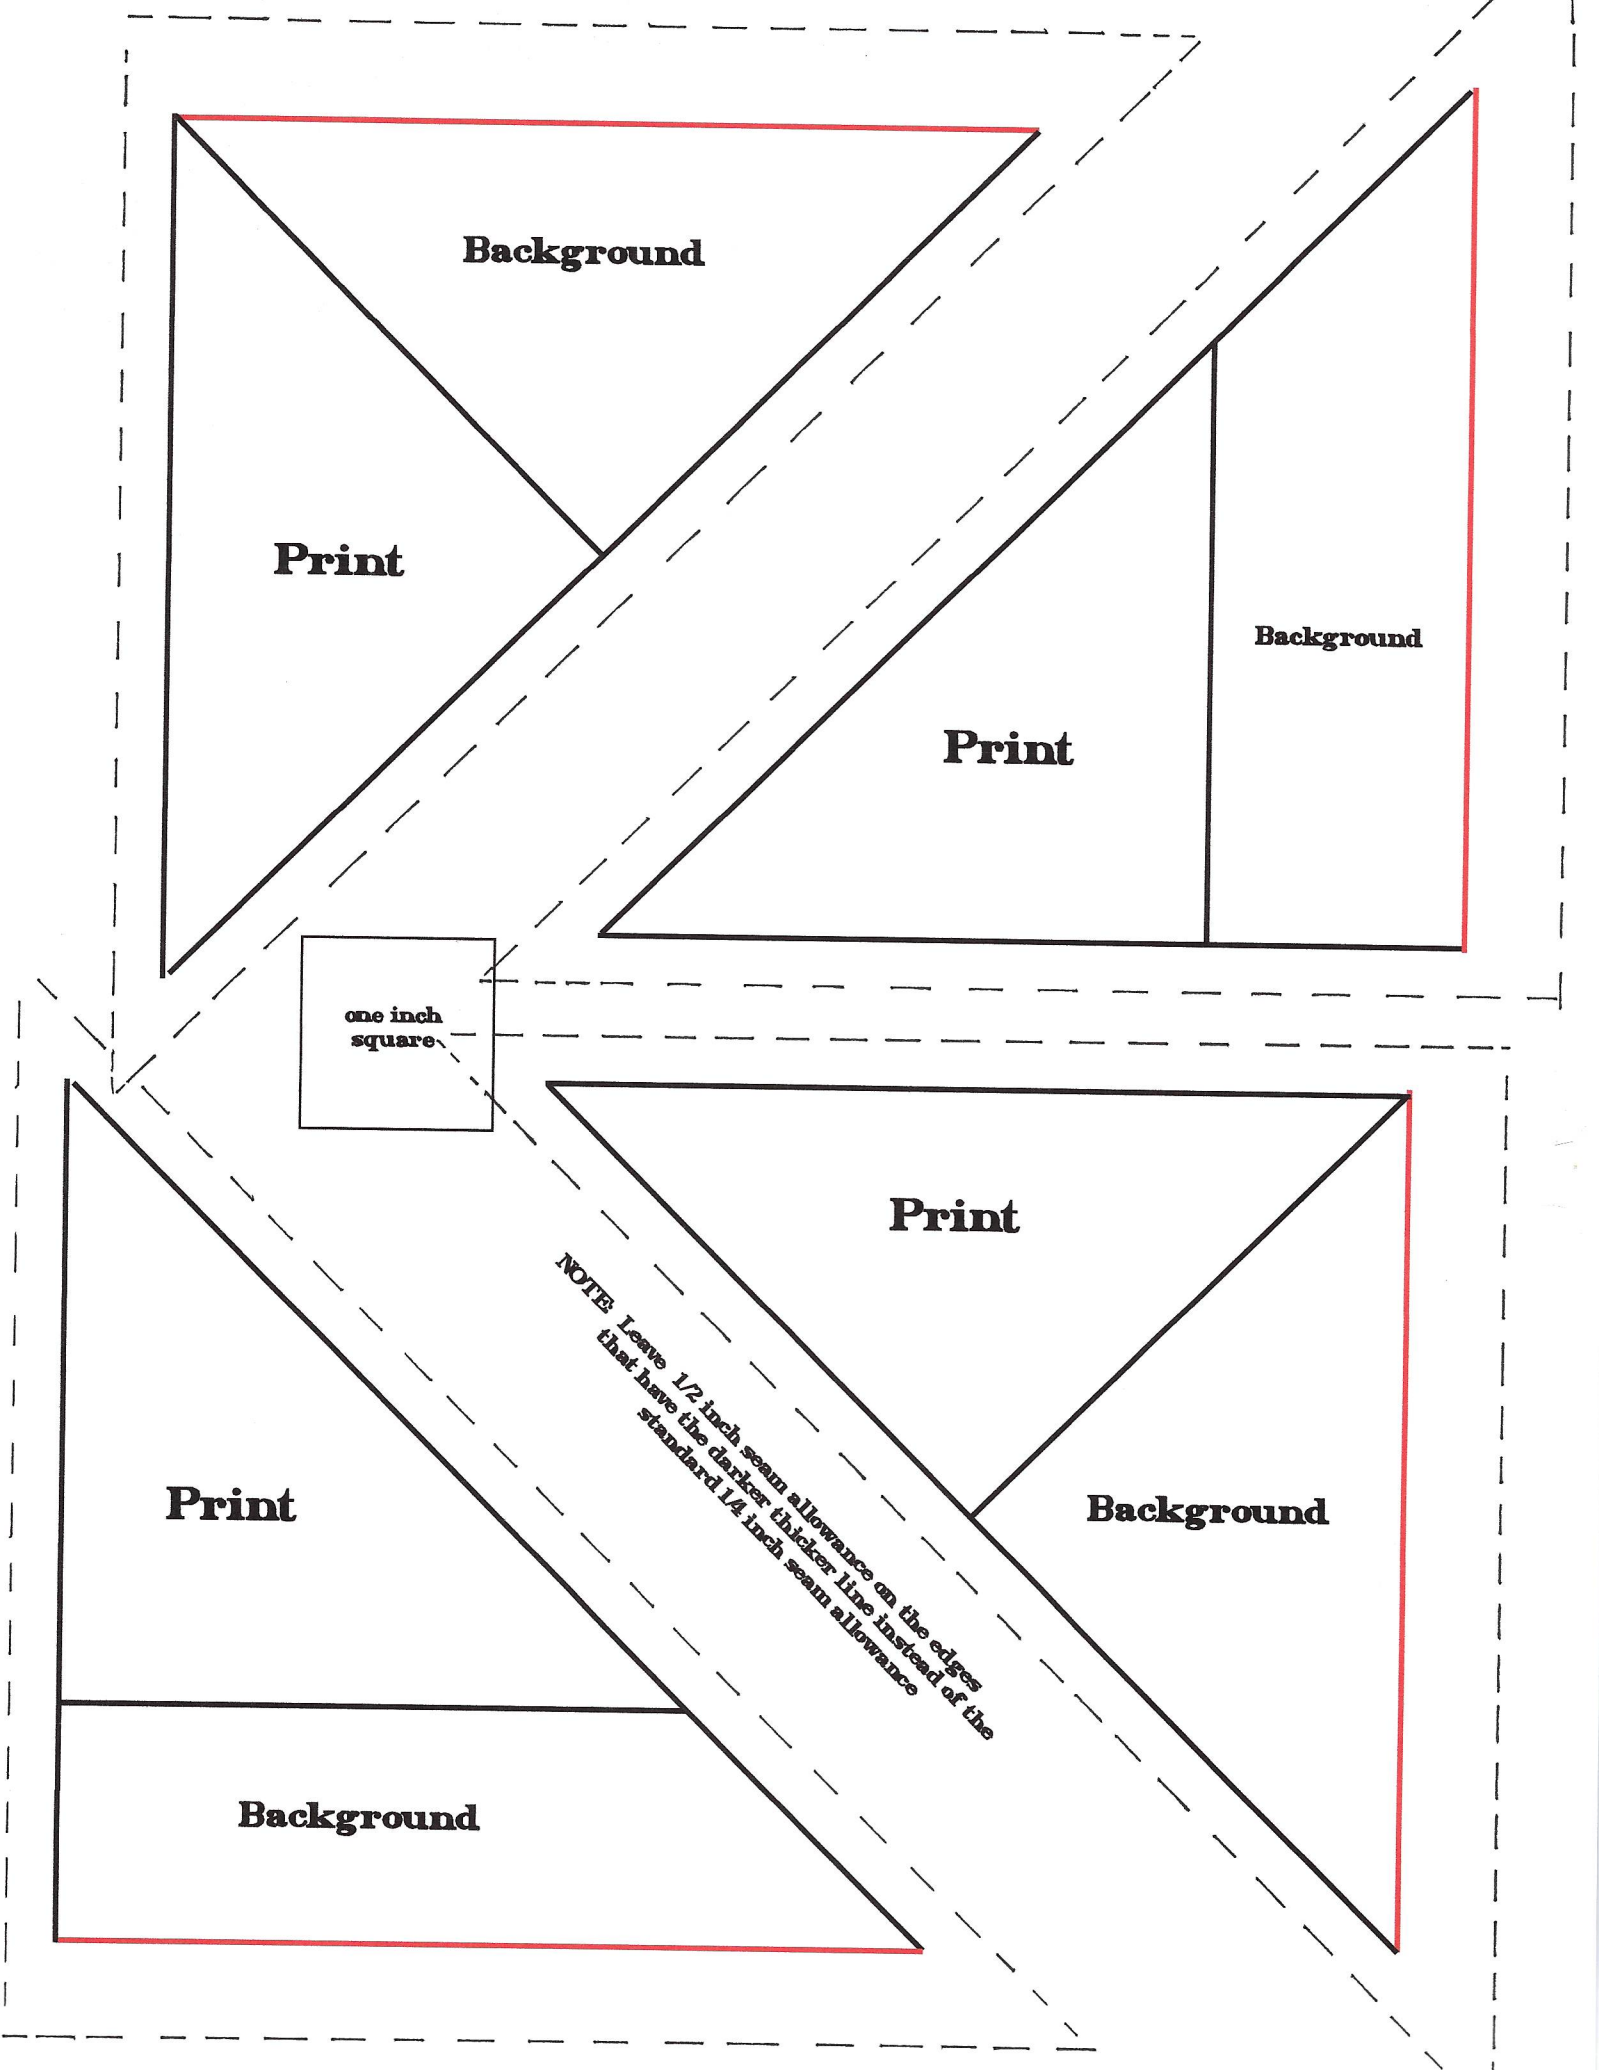 Background
Print
Background
Print
one inch
square
Print
NOTE: Leave 1/2 inch seam allowance on the edges
that have the darker thicker line instead of the
standard 1/4 inch seam allowance
Print
Background
Background